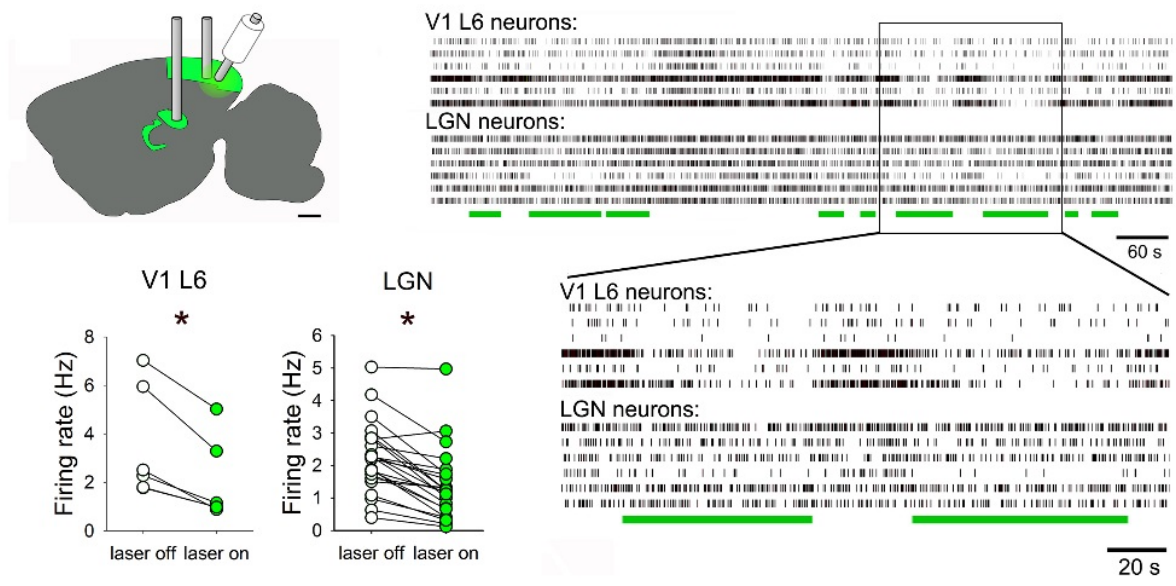 V1 L6 neurons:
LGN neurons:
60 s
V1 L6
*
8
6
4
2
0
Firing rate (Hz)
laser off laser on
LGN
*
6
5
4
3
2
1
0
Firing rate (Hz)
laser off laser on
V1 L6 neurons:
LGN neurons:
20 s